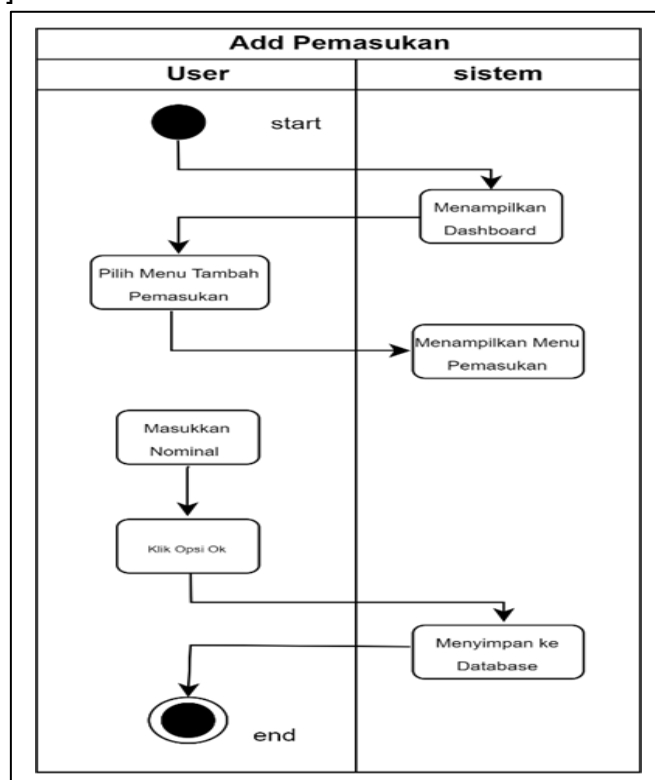 ]
Add Pemasukan
User
sistem
start
Menampilkan
Dashboard
Pilih Menu Tambah
Pemasukan
Menampilkan Menu
Pemasukan
Masukkan
Nominal
Klik Opsi Ok
Menyimpan ke
Database
end